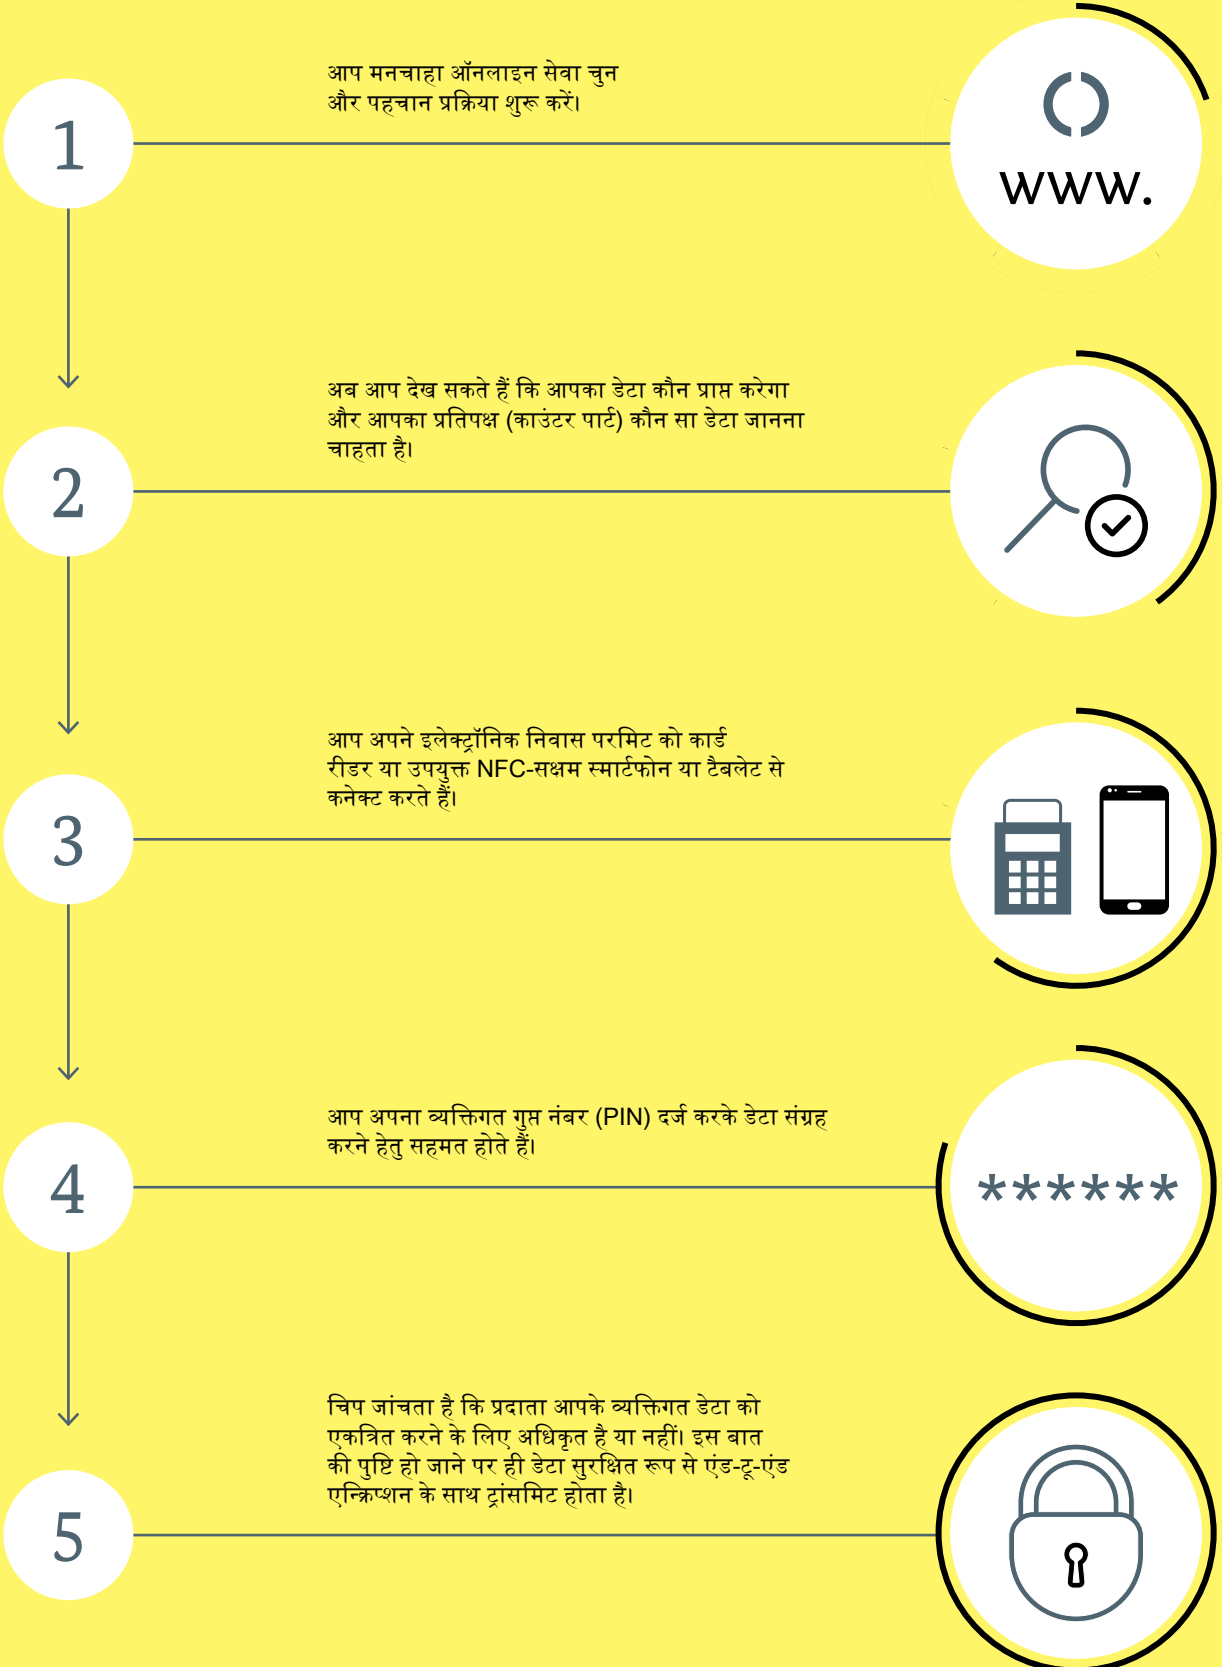 आप मनचाहा ऑनलाइन सेवा चुन
और पहचान प्रक्रिया शुरू करें।
1
www.
अब आप देख सकते हैं कि आपका डेटा कौन प्राप्त करेगा
और आपका प्रतिपक्ष (काउंटर पार्ट) कौन सा डेटा जानना
चाहता है।
2
आप अपने इलेक्ट्रॉनिक निवास परमिट को कार्ड
रीडर या उपयुक्त NFC-सक्षम स्मार्टफोन या टैबलेट से
कनेक्ट करते हैं।
3
आप अपना व्यक्तिगत गुप्त नंबर (PIN) दर्ज करके डेटा संग्रह
करने हेतु सहमत होते हैं।
4
******
चिप जांचता है कि प्रदाता आपके व्यक्तिगत डेटा को
एकत्रित करने के लिए अधिकृत है या नहीं। इस बात
की पुष्टि हो जाने पर ही डेटा सुरक्षित रूप से एंड-टू-एंड
एन्क्रिप्शन के साथ ट्रांसमिट होता है।
5